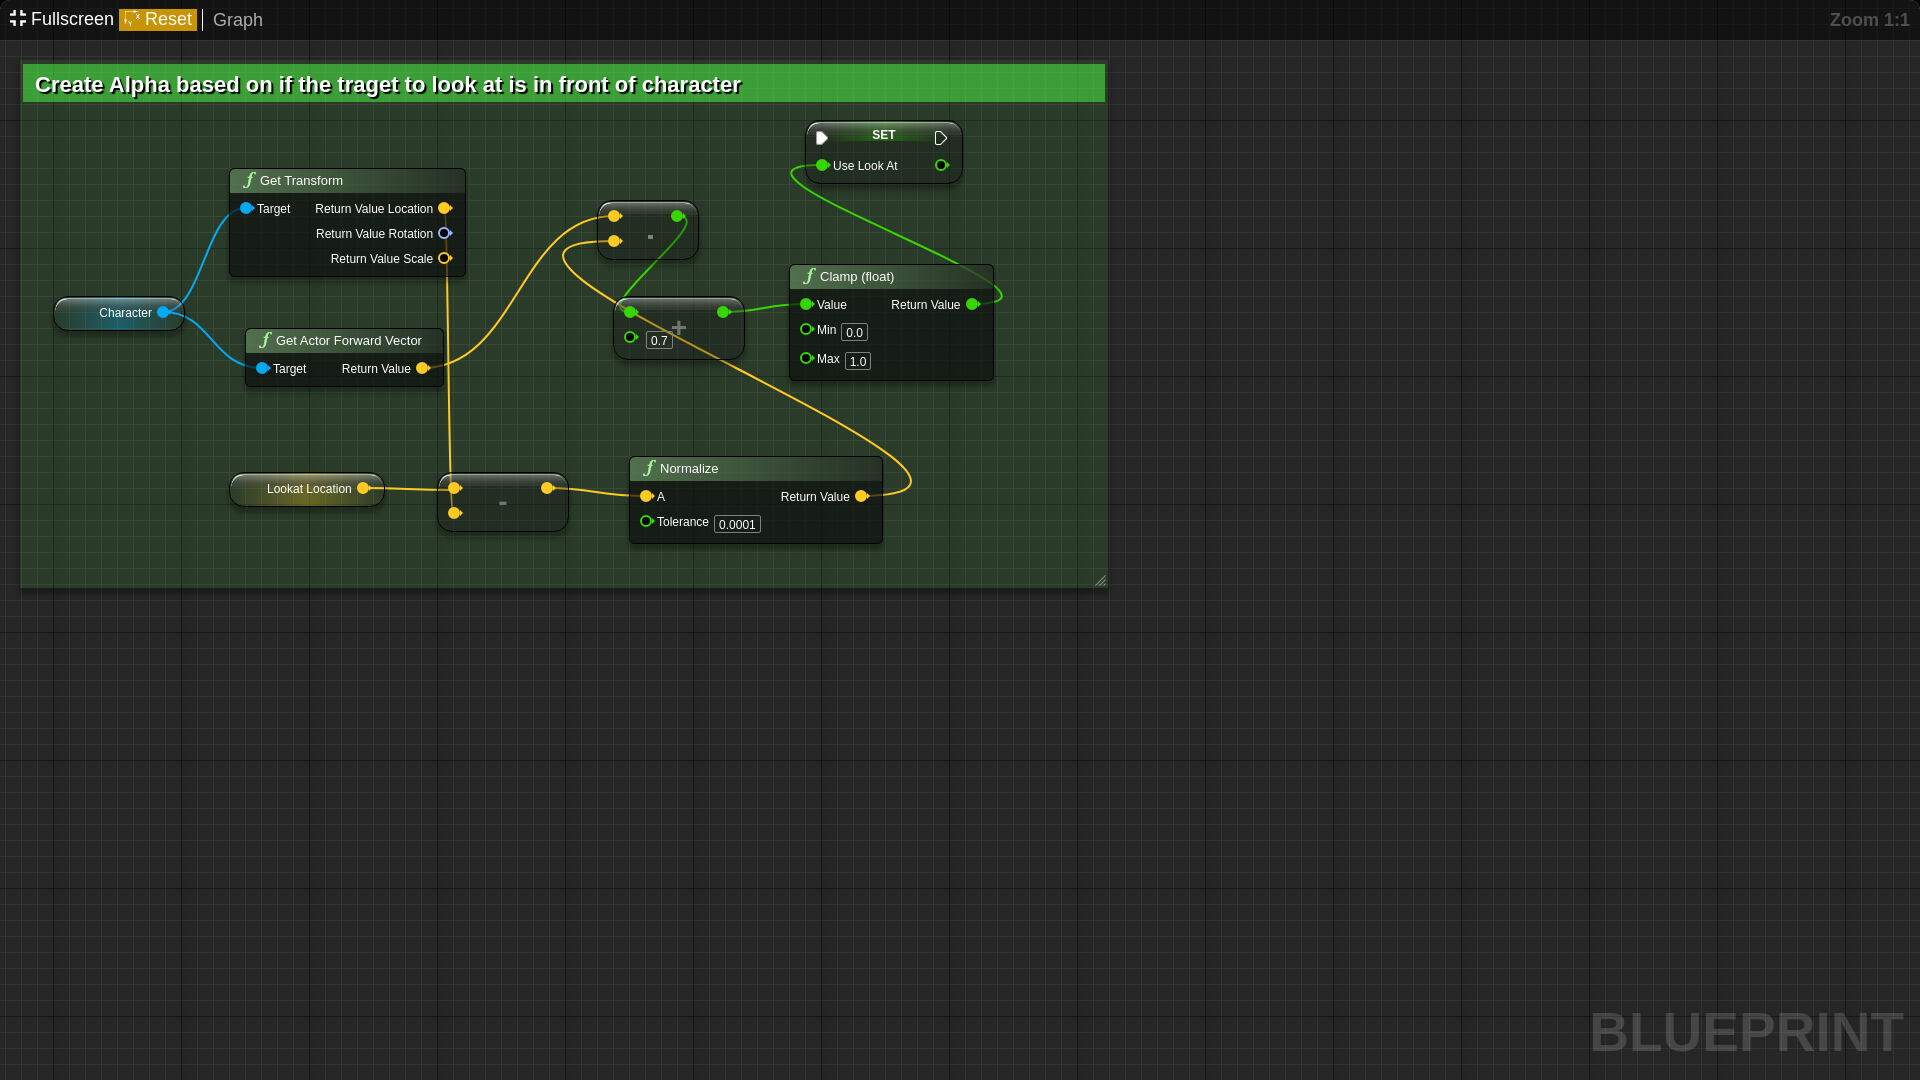 Fullscreen Reset Graph Zoom 1:1
Create Alpha based on if the traget to look at is in front of character
SET
Use Look At
Get Transform
Target Return Value Location
Return Value Rotation
Return Value Scale
-
Clamp (float)
Value Return Value
Min 0.0
Max 1.0
Character
+
0.7
Get Actor Forward Vector
Target Return Value
Lookat Location
-
Normalize
A Return Value
Tolerance 0.0001
BLUEPRINT